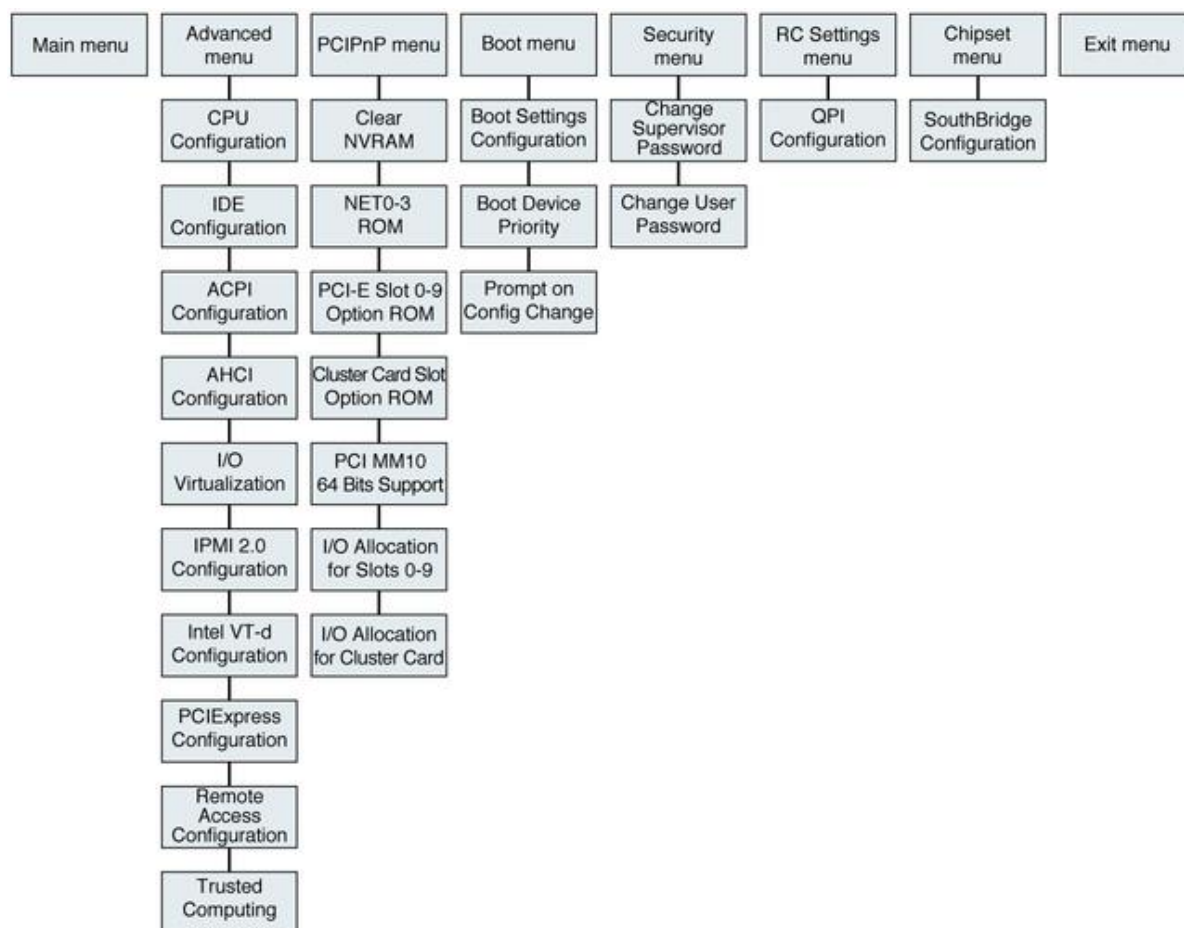 Main menu
Advanced
menu
PCIPnP menu
Boot menu
Security
menu
RC Settings
menu
Chipset
menu
Exit menu
CPU
Configuration
IDE
Configuration
ACPI
Configuration
AHCI
Configuration
I/O
Virtualization
IPMI 2.0
Configuration
Intel VT-d
Configuration
PCIExpress
Configuration
Remote
Access
Configuration
Trusted
Computing
Clear
NVRAM
NET0-3
ROM
PCI-E Slot 0-9
Option ROM
Cluster Card Slot
Option ROM
PCI MM10
64 Bits Support
I/O Allocation
for Slots 0-9
I/O Allocation
for Cluster Card
Boot Settings
Configuration
Boot Device
Priority
Prompt on
Config Change
Change
Supervisor
Password
Change User
Password
QPI
Configuration
SouthBridge
Configuration